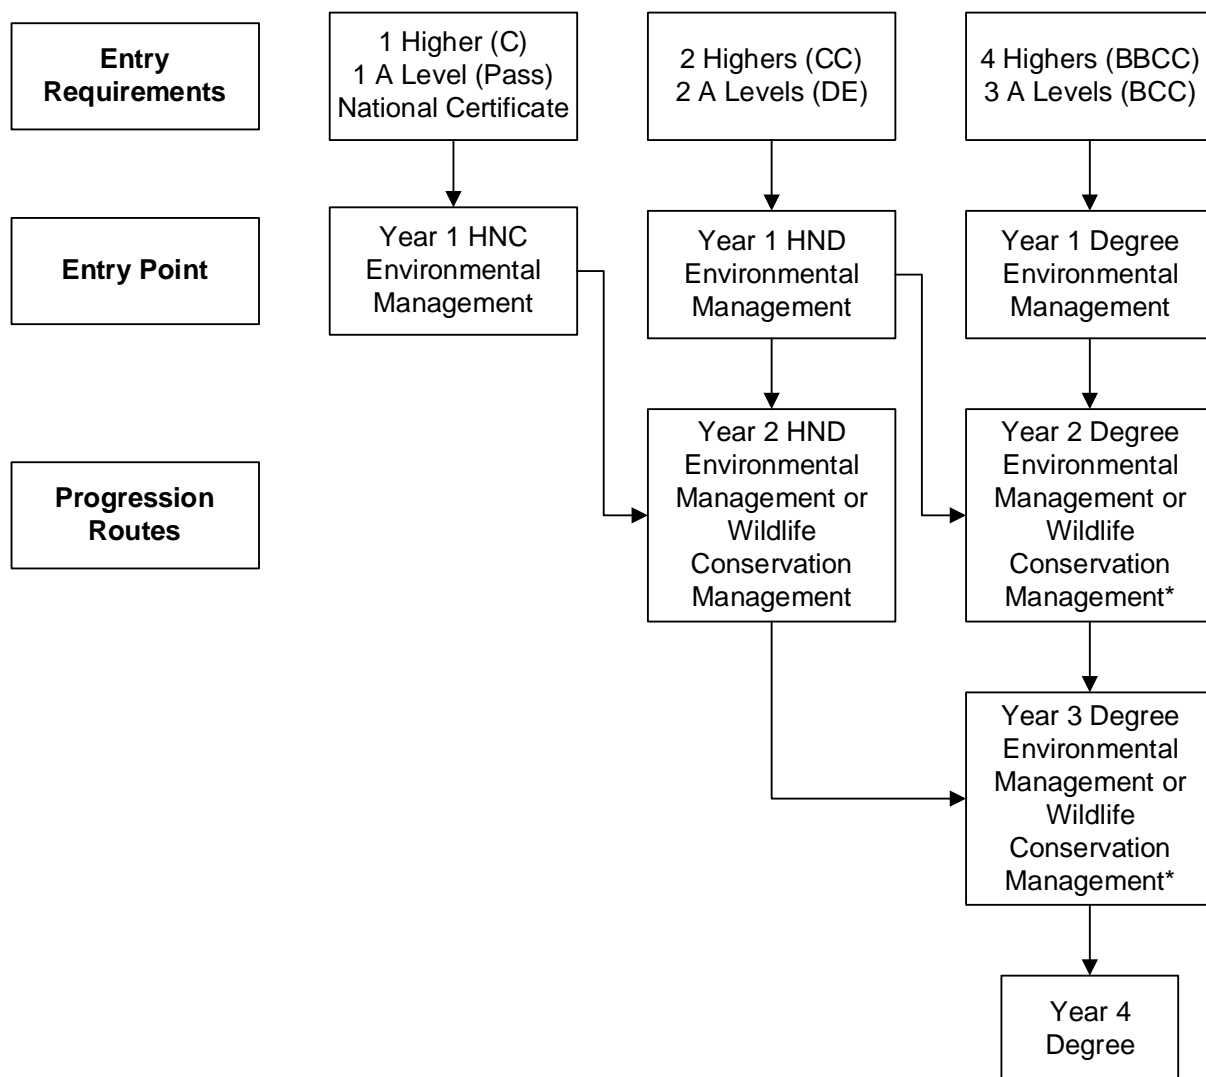 Entry
Requirements
1 Higher (C)
1 A Level (Pass)
National Certificate
2 Highers (CC)
2 A Levels (DE)
4 Highers (BBCC)
3 A Levels (BCC)
Entry Point
Year 1 HNC
Environmental
Management
Year 1 HND
Environmental
Management
Year 1 Degree
Environmental
Management
Progression
Routes
Year 2 HND
Environmental
Management or
Wildlife
Conservation
Management
Year 2 Degree
Environmental
Management or
Wildlife
Conservation
Management*
Year 3 Degree
Environmental
Management or
Wildlife
Conservation
Management*
Year 4
Degree